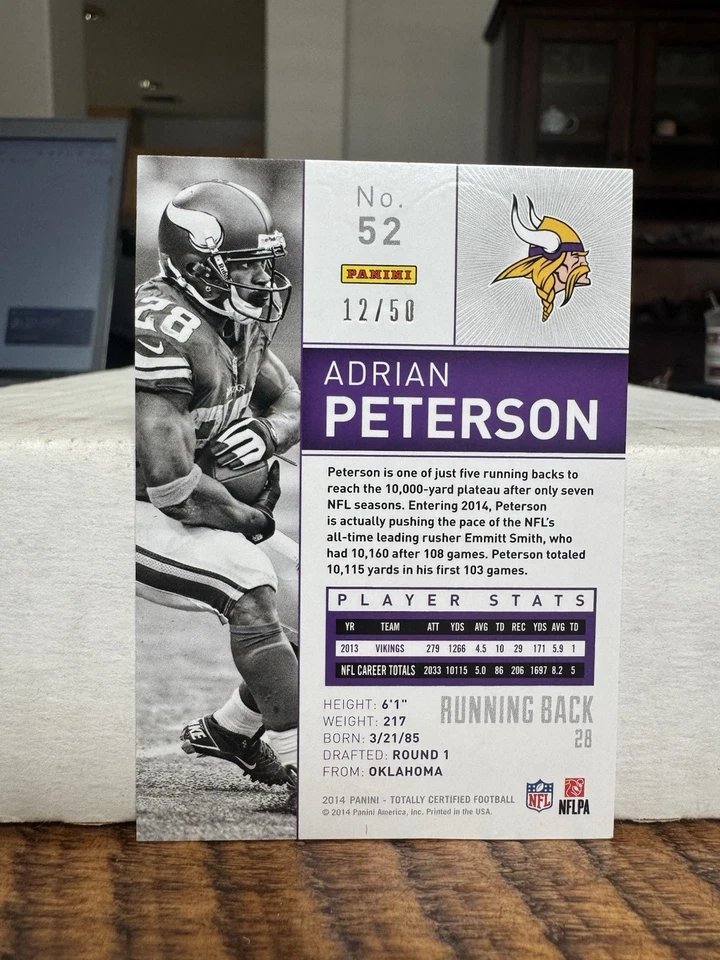 No.
52
PANINI
12/50
ADRIAN
PETERSON
Peterson is one of just five running backs to
reach the 10,000-yard plateau after only seven
NFL seasons. Entering 2014, Peterson
is actually pushing the pace of the NFL's
all-time leading rusher Emmitt Smith, who
had 10,160 after 108 games. Peterson totaled
10,115 yards in his first 103 games.
PLAYER STATS
YR TEAM ATT YDS AVG TD REC YDS AVG TD
2013 VIKINGS 279 1266 4.5 10 29 171 5.9 1
NFL CAREER TOTALS 2033 10115 5.0 86 206 1697 8.2 5
HEIGHT: 6'1"
WEIGHT: 217
BORN: 3/21/85
DRAFTED: ROUND 1
FROM: OKLAHOMA
RUNNING BACK
28
2014 PANINI - TOTALLY CERTIFIED FOOTBALL
© 2014 Panini America, Inc. Printed in the USA.
NFL
NFLPA
28
NIKE